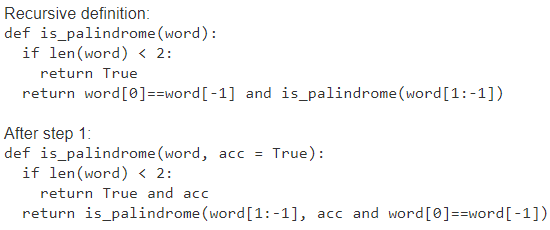 Recursive definition:
def is_palindrome(word):
  if len(word) < 2:
    return True
  return word[0]==word[-1] and is_palindrome(word[1:-1])

After step 1:
def is_palindrome(word, acc = True):
  if len(word) < 2:
    return True and acc
  return is_palindrome(word[1:-1], acc and word[0]==word[-1])